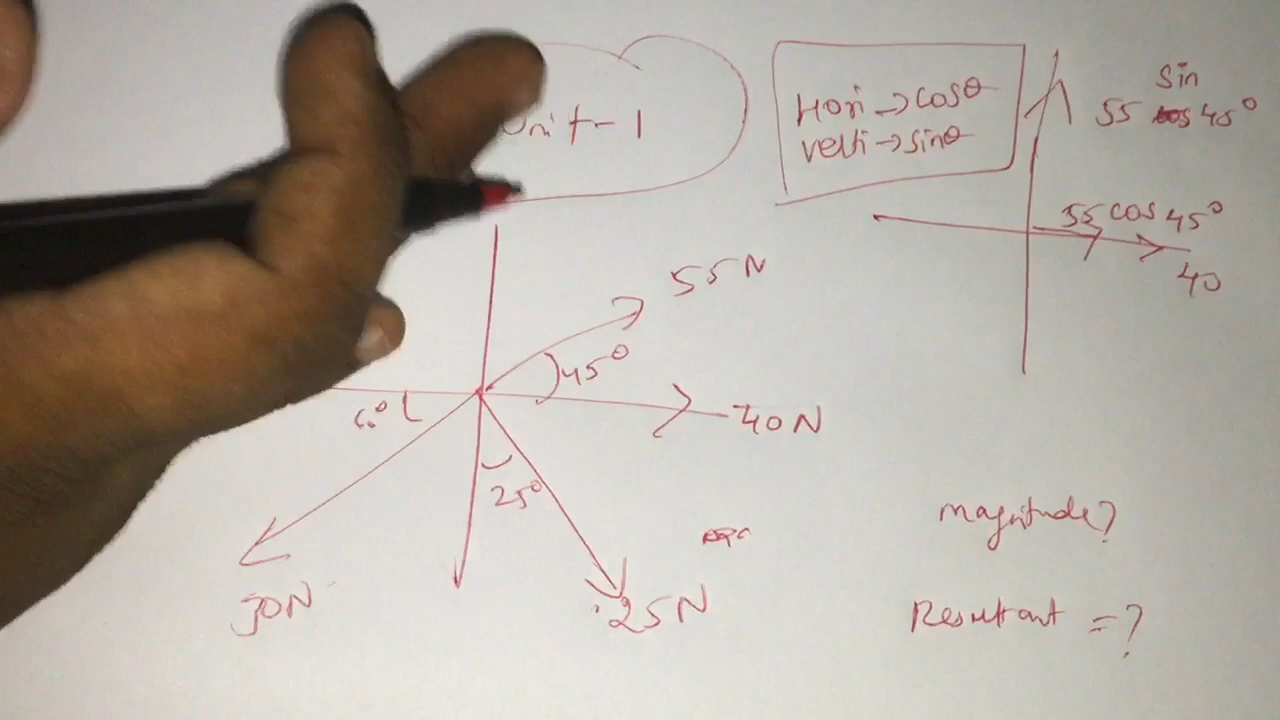 Unit-1
Hori → cosθ
verti → sinθ
Sin
55 cos 45°
55 cos 45°
40
55N
45°
40N
60°
25°
30N
25N
magnitude?
Resultant = ?